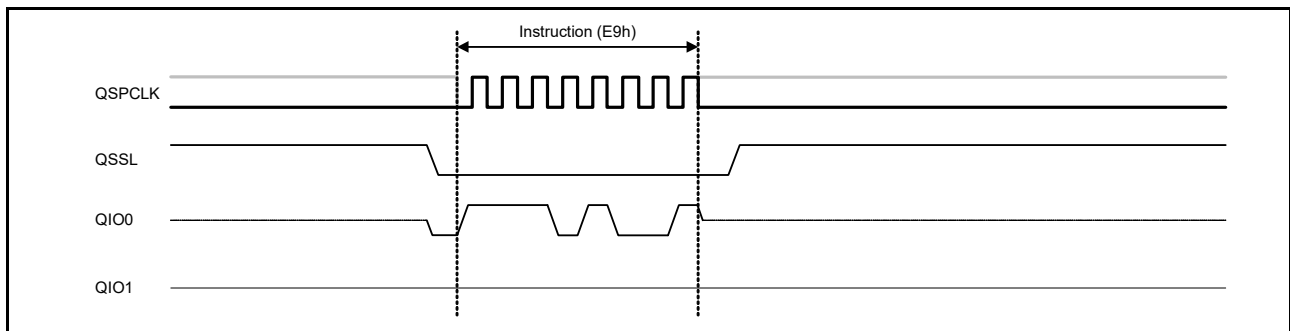 Instruction (E9h)
QSPCLK
QSSL
QIO0
QIO1